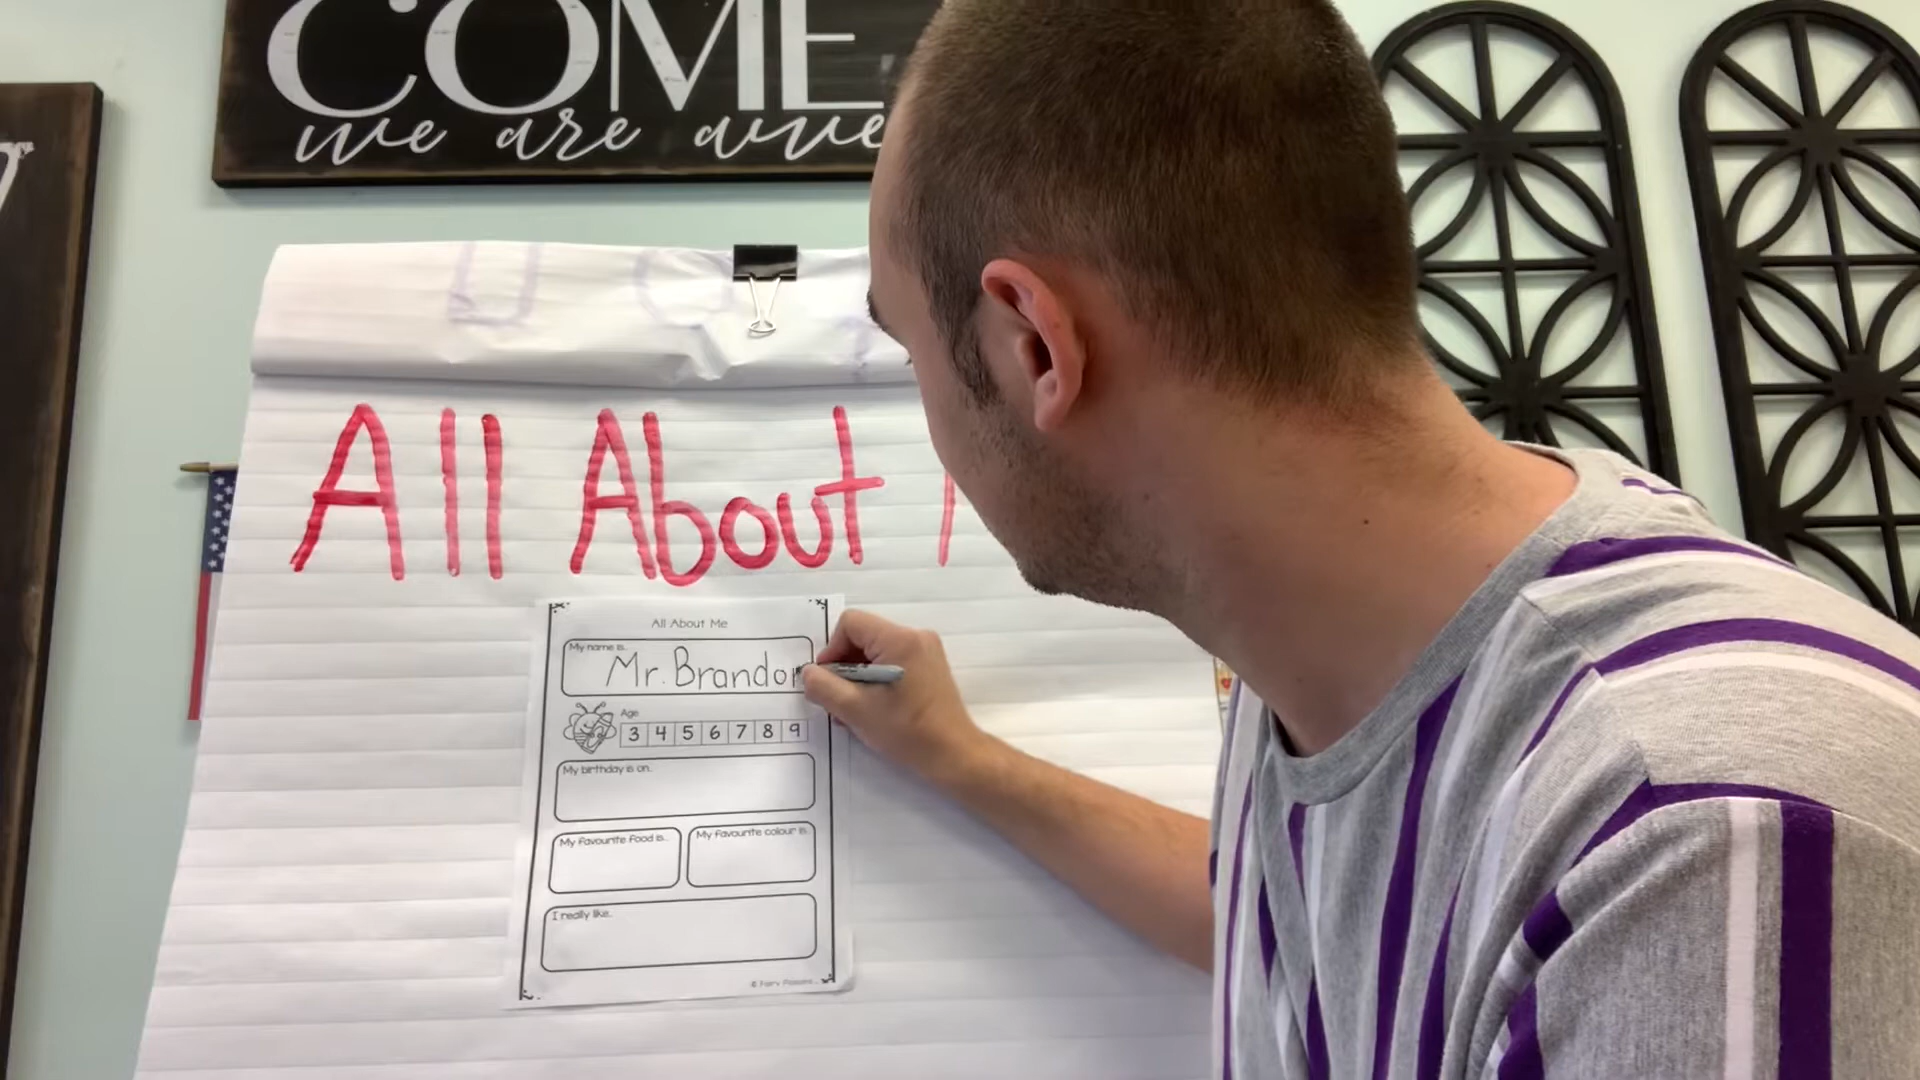 COME
we are awe
All About
All About Me
My name is..
Mr. Brandon
Age
3 4 5 6 7 8 9
My birthday is on..
My favourite food is..
My favourite colour is..
I really like..